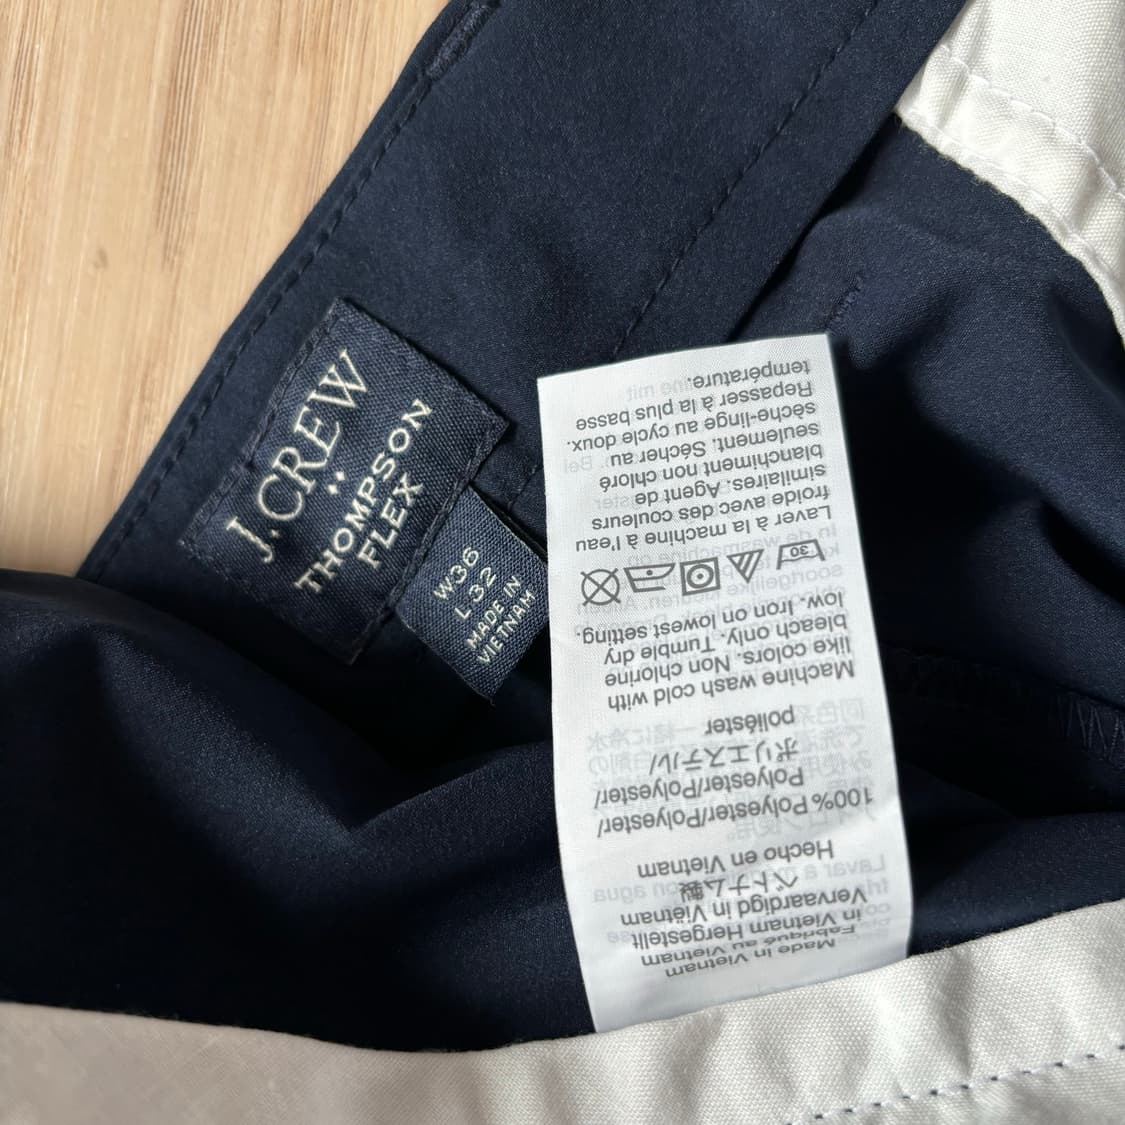 J.CREW
THOMPSON
FLEX
W36
L 32
MADE IN
VIETNAM
Made in Vietnam
Fabriqué au Vietnam
in Vietnam Hergestellt
Vervaardigd in Vietnam
ベトナム製
Hecho en Vietnam
100% Polyester/Polyester/
Polyester/Polyester/
ポリエステル/
poliéster
Machine wash cold with
like colors. Non chlorine
bleach only. Tumble dry
low. Iron on lowest setting.
30
Laver à la machine à l'eau
froide avec des couleurs
similaires. Agent de
blanchiment non chloré
seulement. Sécher au
sèche-linge au cycle doux.
Repasser à la plus basse
température.